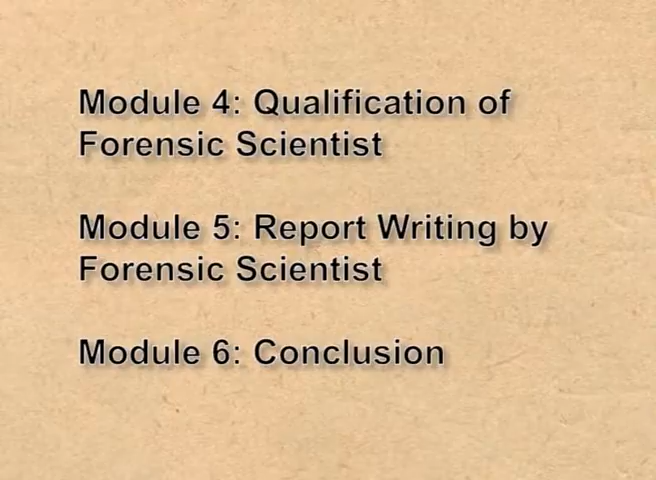 Module 4: Qualification of
Forensic Scientist
Module 5: Report Writing by
Forensic Scientist
Module 6: Conclusion